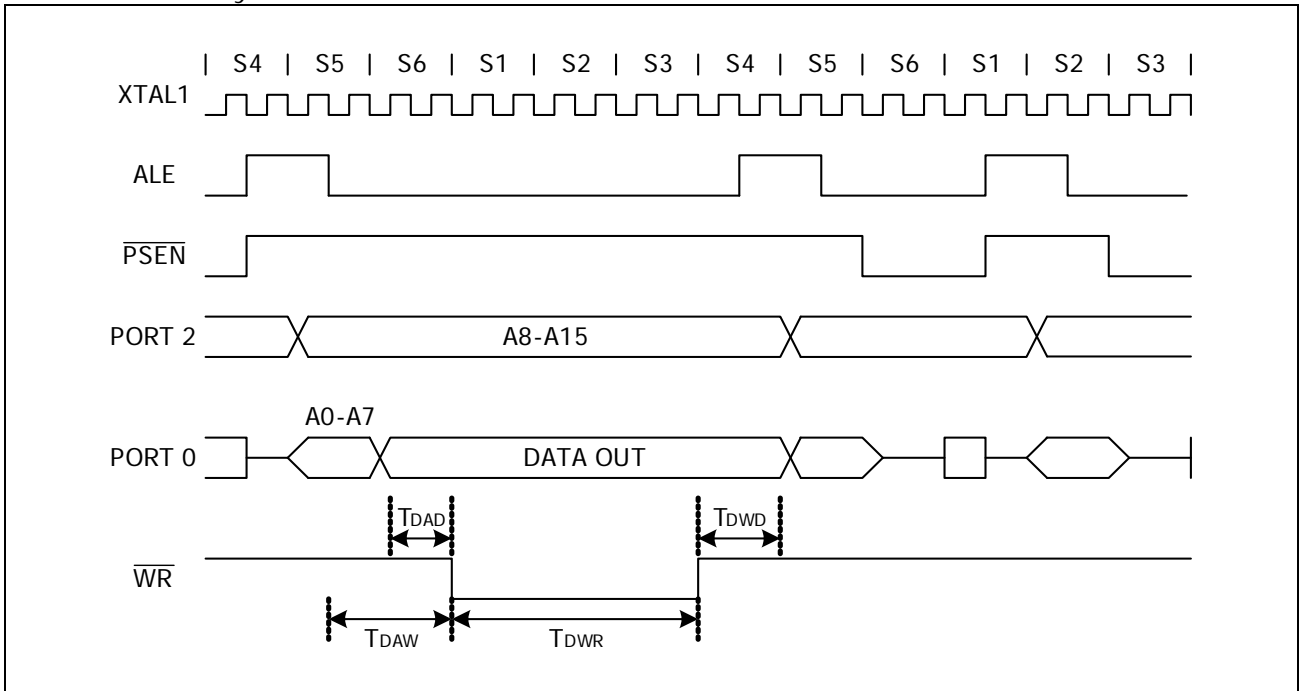 | S4 | S5 | S6 | S1 | S2 | S3 | S4 | S5 | S6 | S1 | S2 | S3 |
XTAL1
ALE
PSEN
PORT 2
A8-A15
A0-A7
PORT 0
DATA OUT
TDAD
TDWD
WR
TDAW
TDWR